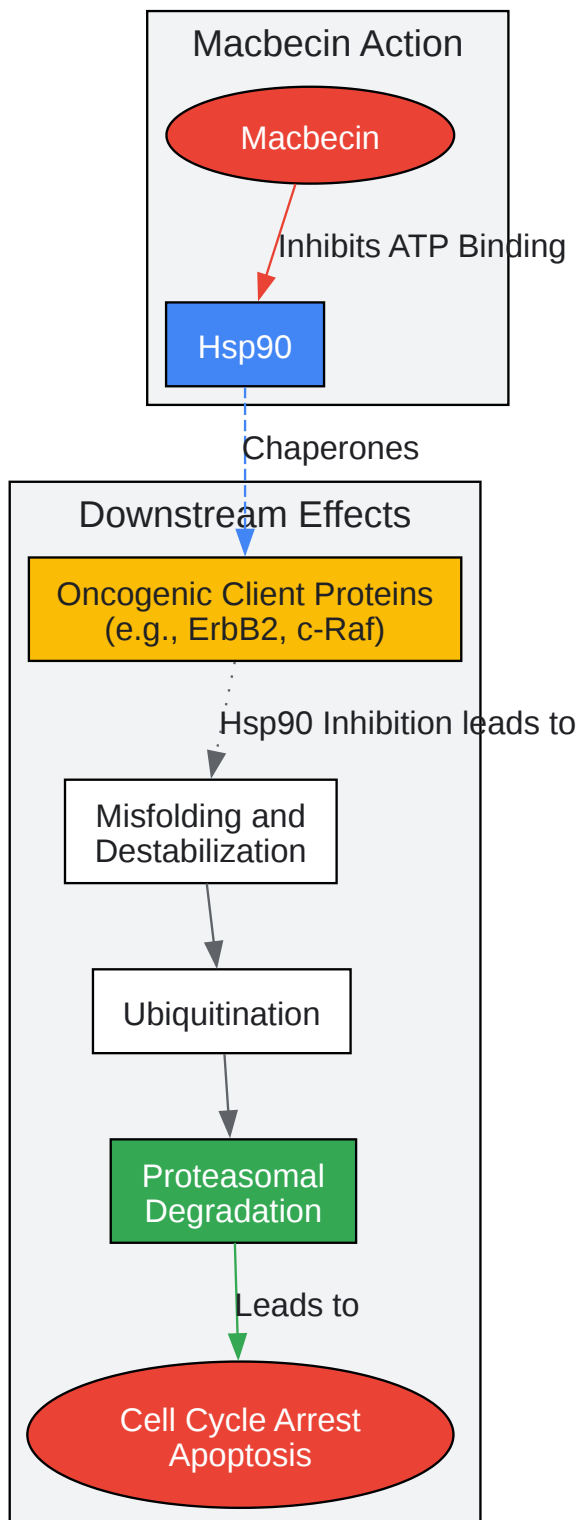 Macbecin Action
Macbecin
Inhibits ATP Binding
Hsp90
Chaperones
Downstream Effects
Oncogenic Client Proteins
(e.g., ErbB2, c-Raf)
Hsp90 Inhibition leads to
Misfolding and
Destabilization
Ubiquitination
Proteasomal
Degradation
Leads to
Cell Cycle Arrest
Apoptosis